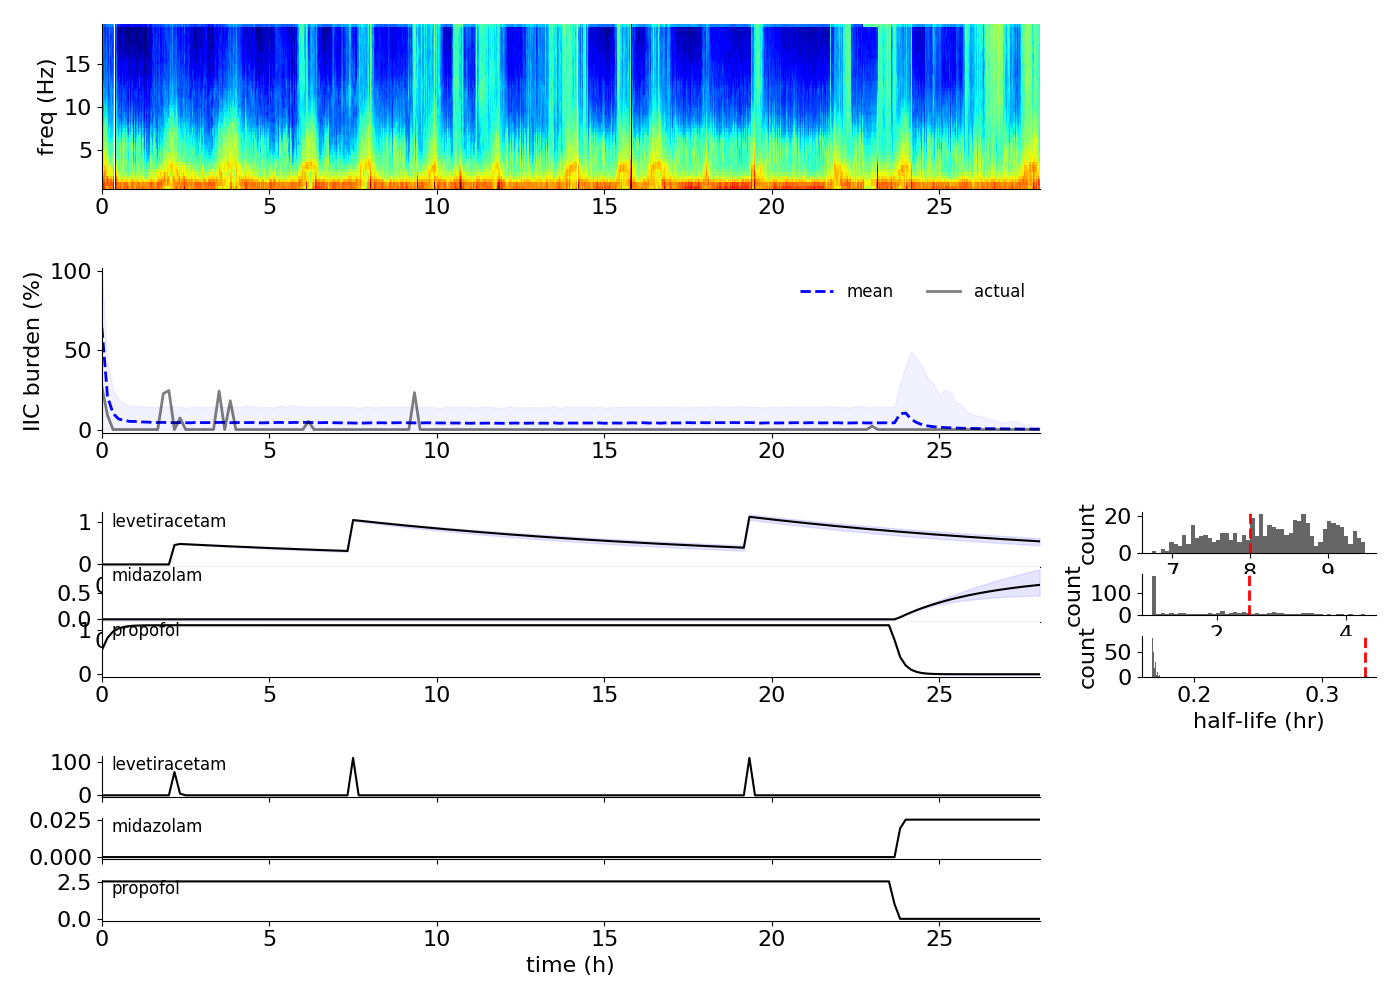 freq (Hz)
15
10
5
0 5 10 15 20 25
IIC burden (%)
100
50
0
mean actual
0 5 10 15 20 25
levetiracetam
1
0
midazolam
0.5
0.0
propofol
1
0
0 5 10 15 20 25
count
20
0
7 8 9
count
100
0
2 4
count
50
0
0.2 0.3
half-life (hr)
levetiracetam
100
0
midazolam
0.025
0.000
propofol
2.5
0.0
0 5 10 15 20 25
time (h)